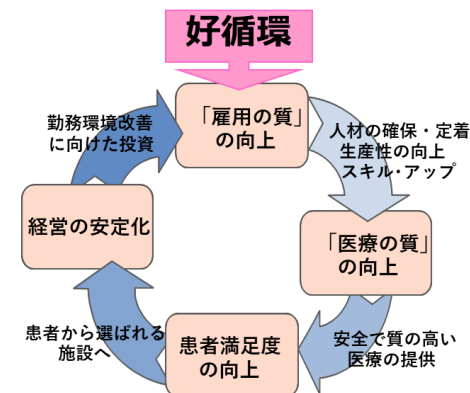 好循環
「雇用の質」
の向上
人材の確保・定着
生産性の向上
スキル・アップ
「医療の質」
の向上
安全で質の高い
医療の提供
患者満足度
の向上
患者から選ばれる
施設へ
経営の安定化
勤務環境改善
に向けた投資